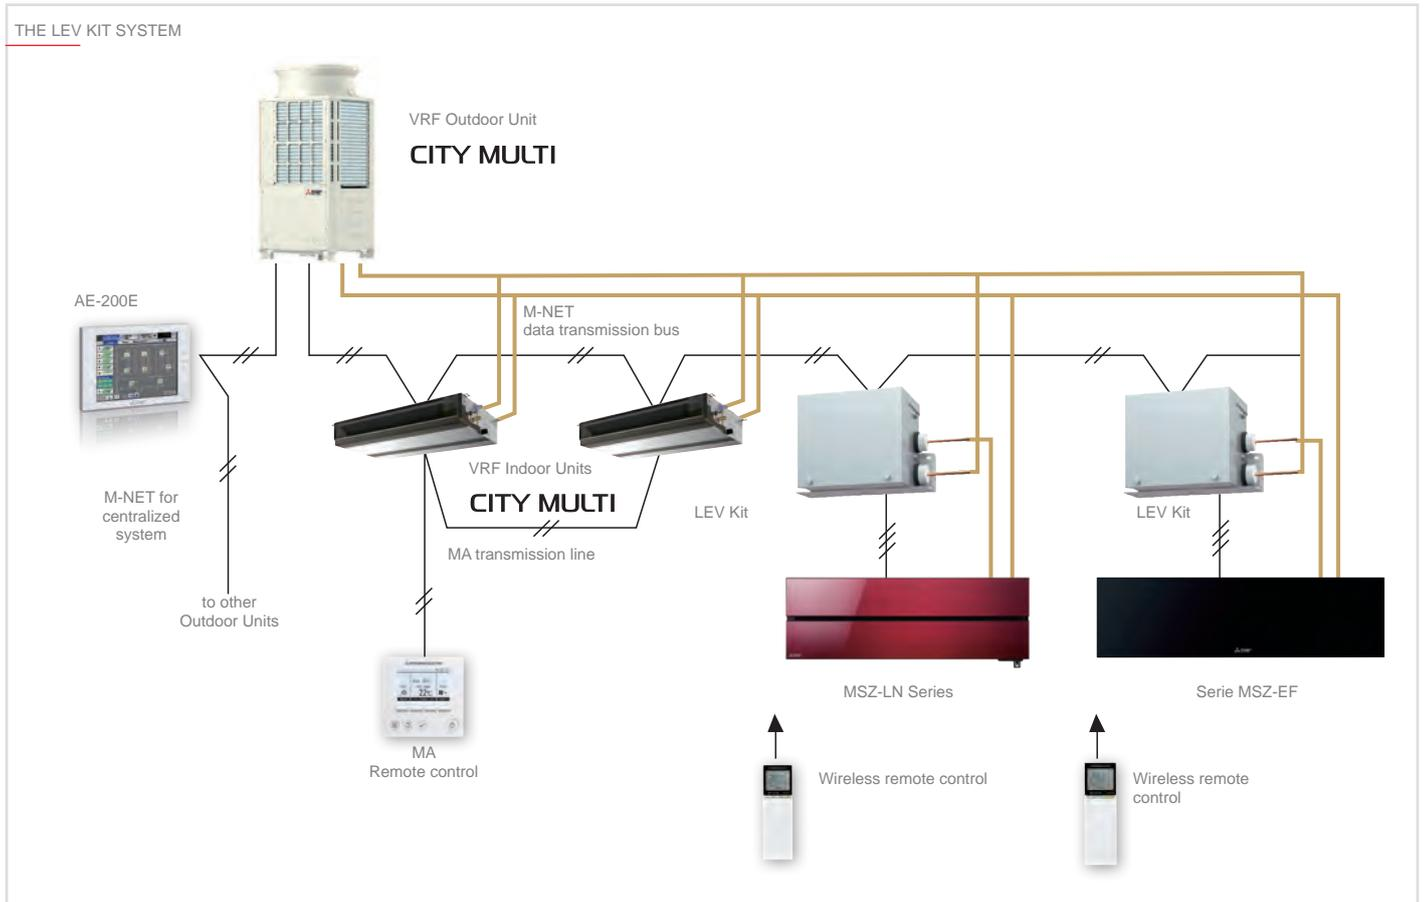 THE LEV KIT SYSTEM
VRF Outdoor Unit
CITY MULTI
AE-200E
M-NET
data transmission bus
VRF Indoor Units
CITY MULTI
M-NET for
centralized
system
LEV Kit
LEV Kit
MA transmission line
to other
Outdoor Units
22°C
MSZ-LN Series
Serie MSZ-EF
MA
Remote control
Wireless remote control
Wireless remote
control